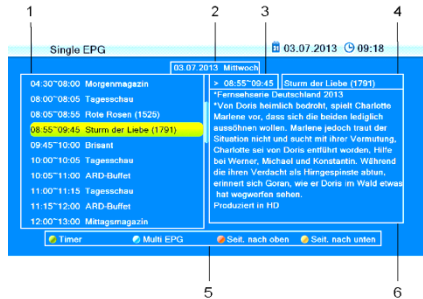 1
2
3
4
Single EPG
03.07.2013 09:18
03.07.2013 Mittwoch
04:30~08:00 Morgenmagazin
08:00~08:05 Tagesschau
08:05~08:55 Rote Rosen (1525)
08:55~09:45 Sturm der Liebe (1791)
09:45~10:00 Brisant
10:00~10:05 Tagesschau
10:05~11:00 ARD-Buffet
11:00~11:15 Tagesschau
11:15~12:00 ARD-Buffet
12:00~13:00 Mittagsmagazin
> 08:55~09:45 Sturm der Liebe (1791)
*Fernsehserie Deutschland 2013
*Von Doris heimlich bedroht, spielt Charlotte
Marlene vor, dass sich die beiden lediglich
aussöhnen wollen. Marlene jedoch traut der
Situation nicht und sucht mit ihrer Vermutung,
Charlotte sei von Doris entführt worden, Hilfe
bei Werner, Michael und Konstantin. Während
die ihren Verdacht als Hirngespinste abtun,
erinnert sich Goran, wie er Doris im Wald etwas
hat wegwerfen sehen.
Produziert in HD
Timer Multi EPG Seit. nach oben Seit. nach unten
5
6